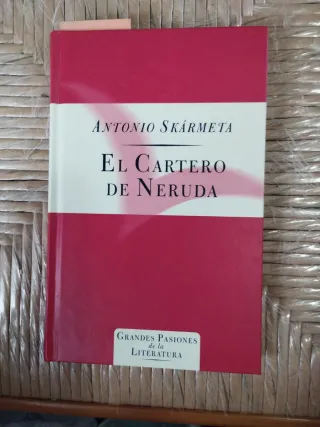 Antonio Skármeta
El Cartero
de Neruda
Grandes Pasiones
de la
Literatura